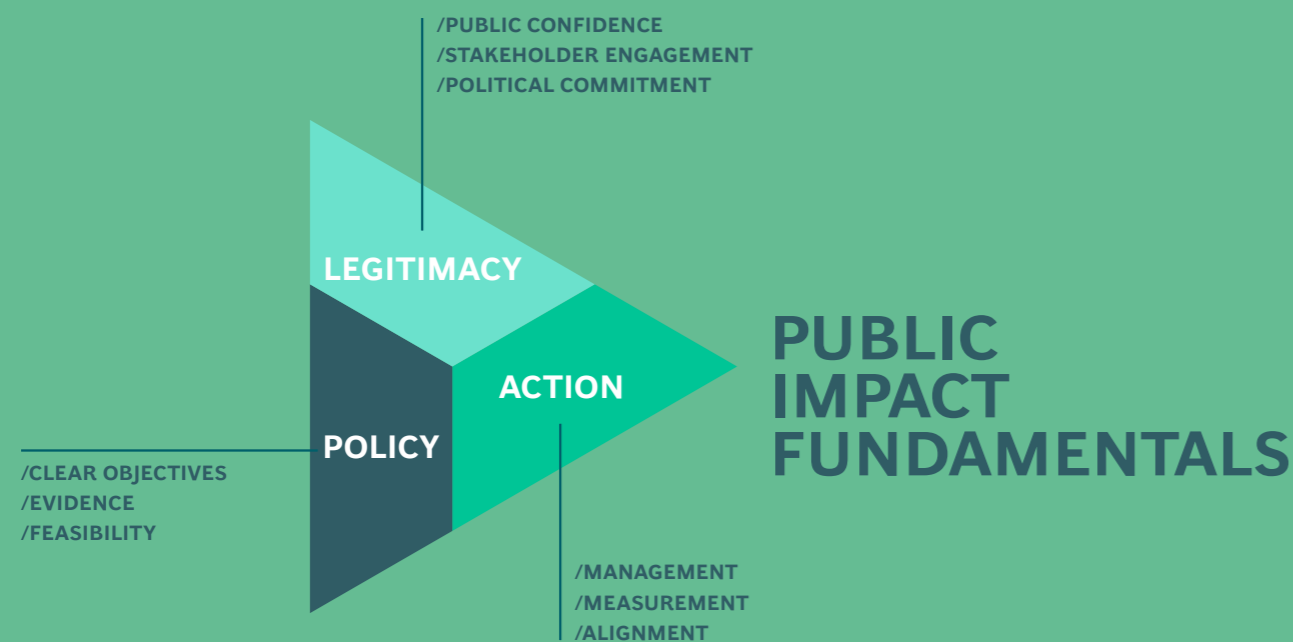 /PUBLIC CONFIDENCE
/STAKEHOLDER ENGAGEMENT
/POLITICAL COMMITMENT
LEGITIMACY
ACTION
POLICY
PUBLIC
IMPACT
FUNDAMENTALS
/CLEAR OBJECTIVES
/EVIDENCE
/FEASIBILITY
/MANAGEMENT
/MEASUREMENT
/ALIGNMENT